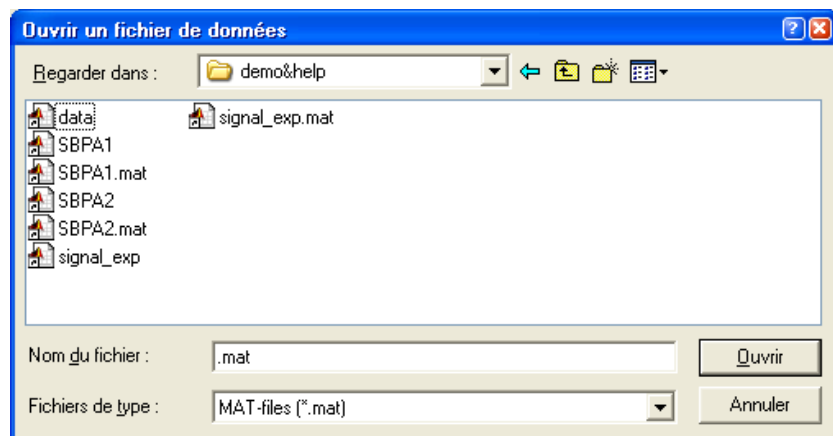 Ouvrir un fichier de données
Regarder dans :
demo&help
data
SBPA1
SBPA1.mat
SBPA2
SBPA2.mat
signal_exp
signal_exp.mat
Nom du fichier :
.mat
Ouvrir
Fichiers de type :
MAT-files (*.mat)
Annuler